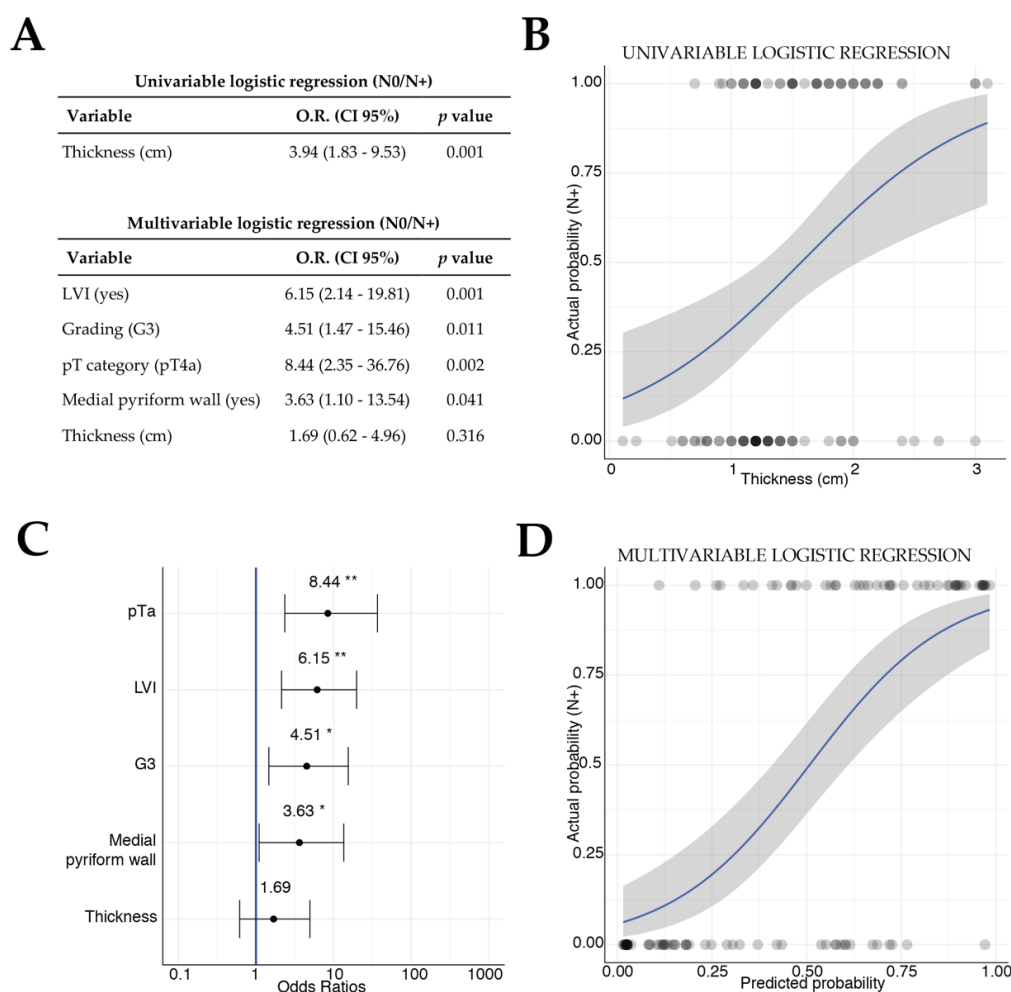 A
Univariable logistic regression (N0/N+)
Variable O.R. (CI 95%) p value
Thickness (cm) 3.94 (1.83 - 9.53) 0.001
Multivariable logistic regression (N0/N+)
Variable O.R. (CI 95%) p value
LVI (yes) 6.15 (2.14 - 19.81) 0.001
Grading (G3) 4.51 (1.47 - 15.46) 0.011
pT category (pT4a) 8.44 (2.35 - 36.76) 0.002
Medial pyriform wall (yes) 3.63 (1.10 - 13.54) 0.041
Thickness (cm) 1.69 (0.62 - 4.96) 0.316
B
UNIVARIABLE LOGISTIC REGRESSION
Actual probability (N+)
1.00
0.75
0.5
0.25
0.00
0 1 2 3
Thickness (cm)
C
8.44 **
pTa
6.15 **
LVI
4.51 *
G3
3.63 *
Medial
pyriform wall
1.69
Thickness
0.1 1 10 100 1000
Odds Ratios
D
MULTIVARIABLE LOGISTIC REGRESSION
Actual probability (N+)
1.00
0.75
0.5
0.25
0.00
0.00 0.25 0.50 0.75 1.00
Predicted probability